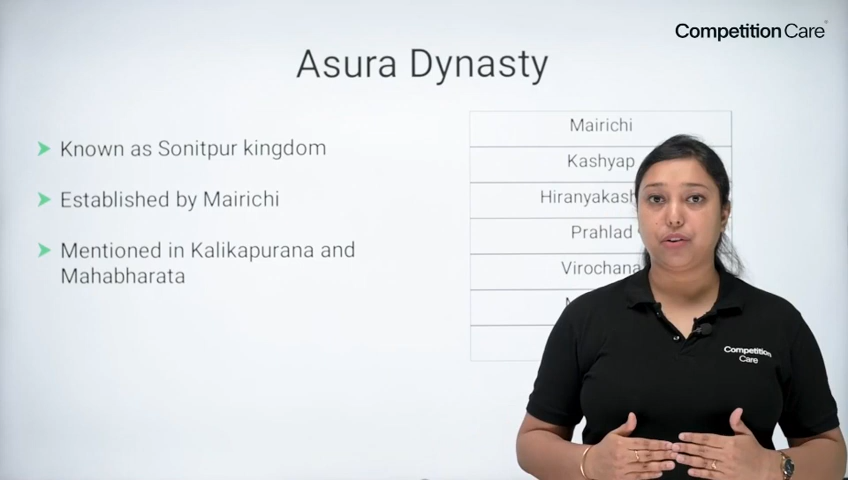 Competition Care
Asura Dynasty
Known as Sonitpur kingdom
Established by Mairichi
Mentioned in Kalikapurana and
Mahabharata
Mairichi
Kashyap
Prahlad
Virochana
Competition
Care